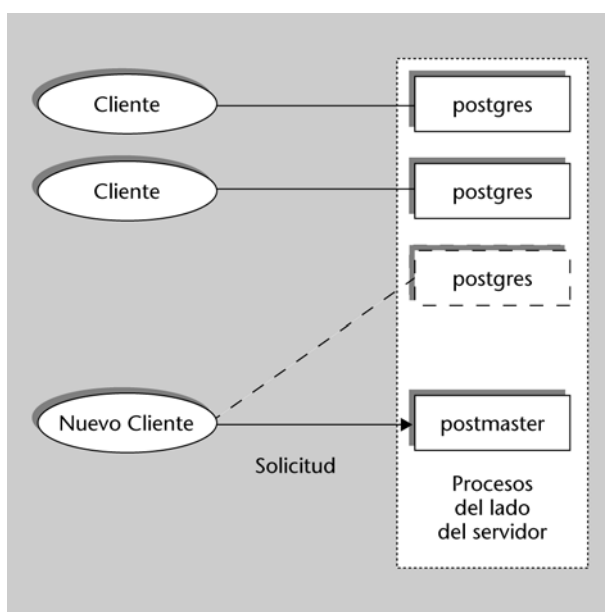 Cliente
postgres
Cliente
postgres
postgres
Nuevo Cliente
postmaster
Solicitud
Procesos
del lado
del servidor